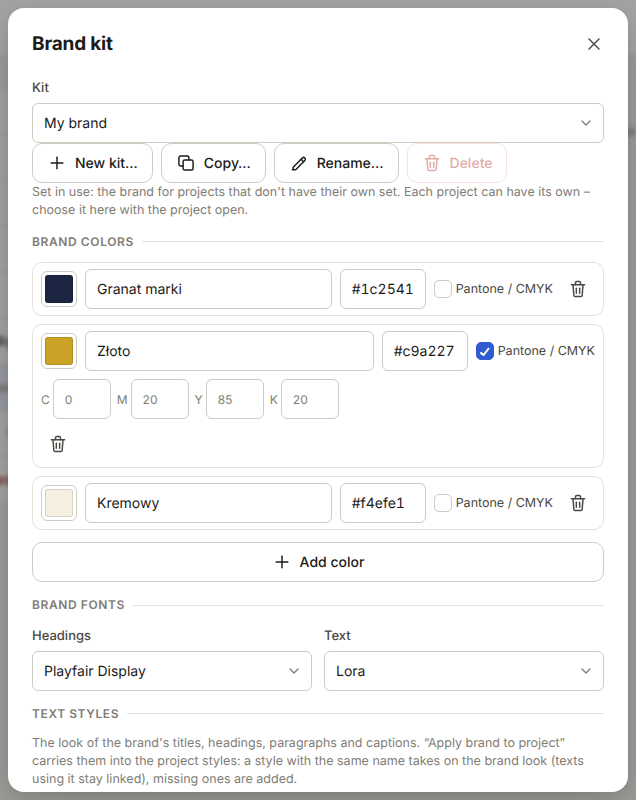 Brand kit
Kit
My brand
New kit... Copy... Rename... Delete
Set in use: the brand for projects that don't have their own set. Each project can have its own –
choose it here with the project open.
BRAND COLORS
Granat marki #1c2541 Pantone / CMYK
Złoto #c9a227 Pantone / CMYK
C 0 M 20 Y 85 K 20
Kremowy #f4efe1 Pantone / CMYK
Add color
BRAND FONTS
Headings Text
Playfair Display Lora
TEXT STYLES
The look of the brand's titles, headings, paragraphs and captions. “Apply brand to project”
carries them into the project styles: a style with the same name takes on the brand look (texts
using it stay linked), missing ones are added.